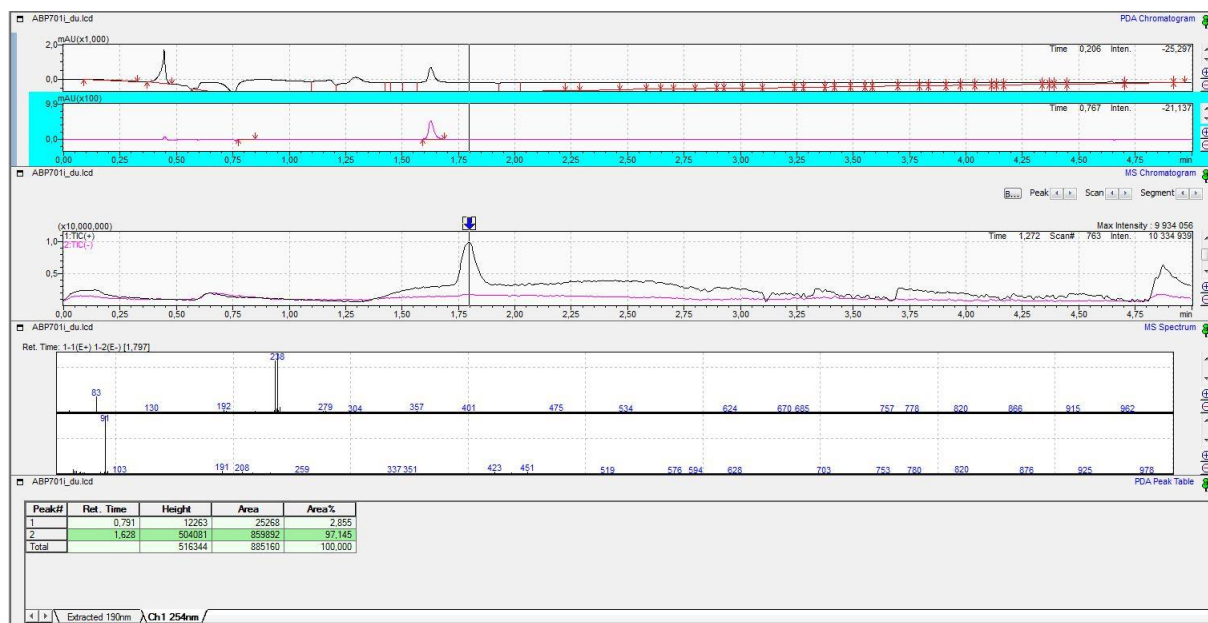 ABP701i_du.lcd
PDA Chromatogram
mAU(x1,000)
Time 0,206 Inten. -25,297
2,0
0,0
mAU(x100)
Time 0,767 Inten. -21,137
9,9
0,0
0,00 0,25 0,50 0,75 1,00 1,25 1,50 1,75 2,00 2,25 2,50 2,75 3,00 3,25 3,50 3,75 4,00 4,25 4,50 4,75 min
ABP701i_du.lcd
MS Chromatogram
B... Peak Scan Segment
(x10,000,000)
Max Intensity : 9 934 056
1:TIC(+)
Time 1,272 Scan# 763 Inten. 10 334 939
2:TIC(-)
1,0
0,5
0,00 0,25 0,50 0,75 1,00 1,25 1,50 1,75 2,00 2,25 2,50 2,75 3,00 3,25 3,50 3,75 4,00 4,25 4,50 4,75 min
ABP701i_du.lcd
MS Spectrum
Ret. Time: 1-1(E+) 1-2(E-) [1,797]
238
83 130 192 279 304 357 401 475 534 624 670 685 757 778 820 866 915 962
91
103 191 208 259 337 351 423 451 519 576 594 628 703 753 780 820 876 925 978
ABP701i_du.lcd
PDA Peak Table
Peak# Ret. Time Height Area Area%
1 0,791 12263 25268 2,855
2 1,628 504081 859892 97,145
Total 516344 885160 100,000
Extracted 190nm Ch1 254nm